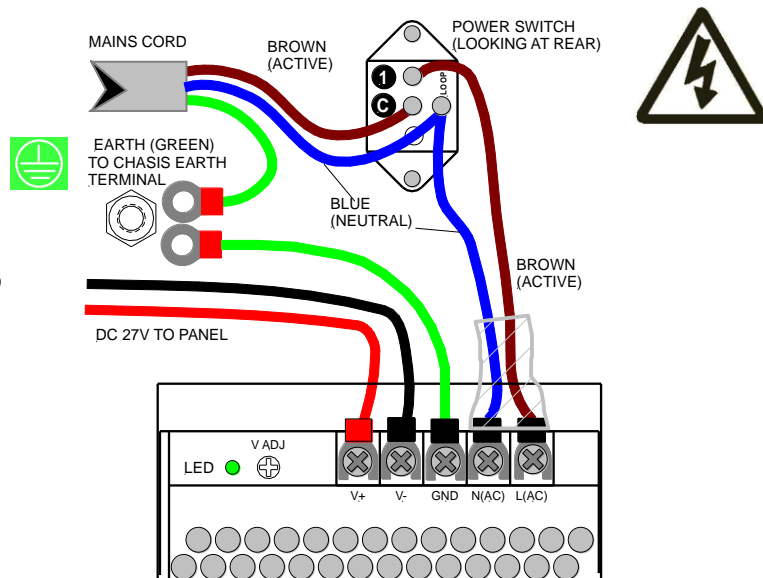 MAINS CORD
BROWN
(ACTIVE)
POWER SWITCH
(LOOKING AT REAR)
1
C
LOOP
EARTH (GREEN)
TO CHASIS EARTH
TERMINAL
BLUE
(NEUTRAL)
BROWN
(ACTIVE)
DC 27V TO PANEL
V ADJ
LED
V+
V-
GND
N(AC)
L(AC)